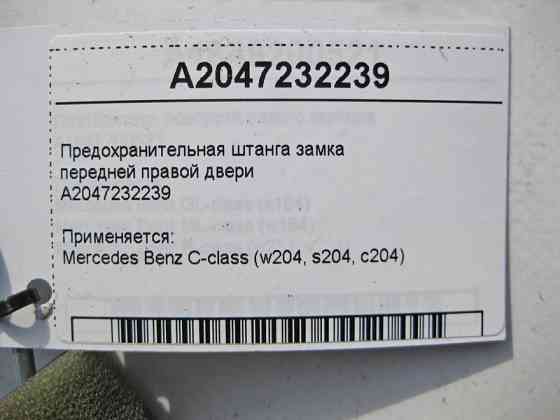 A2047232239
Предохранительная штанга замка
передней правой двери
A2047232239
Применяется:
Mercedes Benz C-class (w204, s204, c204)